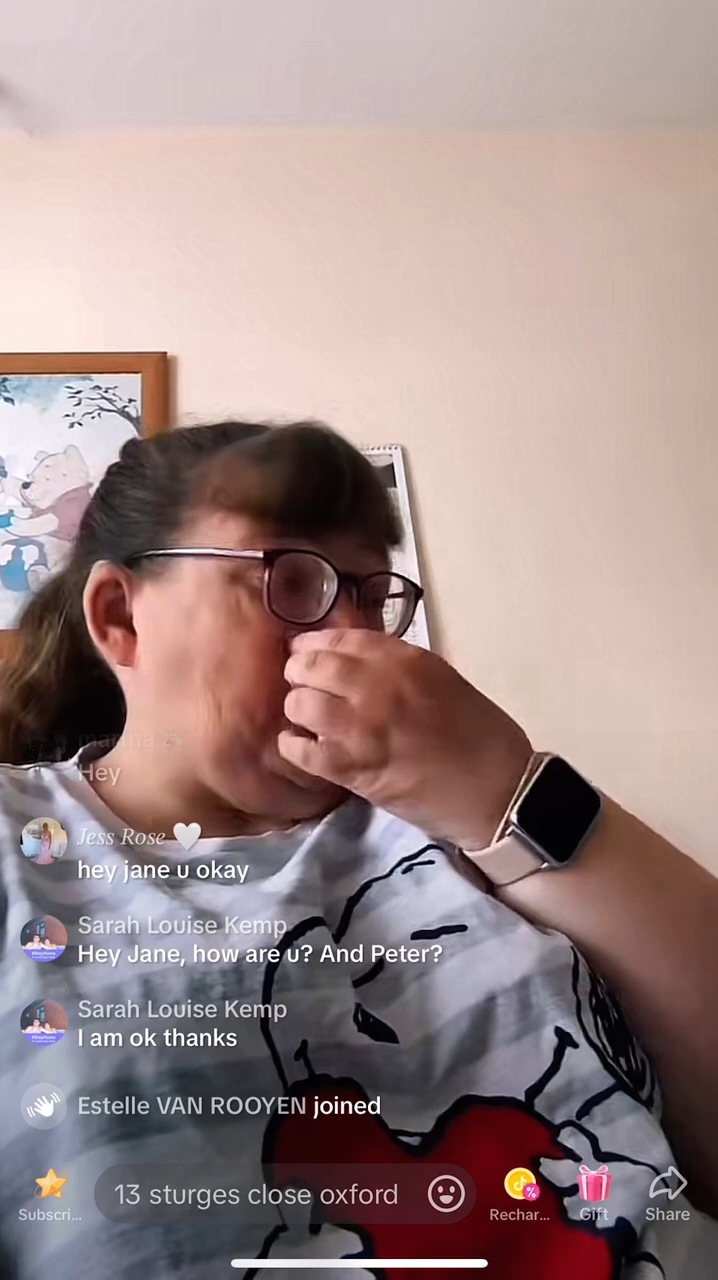 Hey
Jess Rose 🤍
hey jane u okay
Sarah Louise Kemp
Hey Jane, how are u? And Peter?
Sarah Louise Kemp
I am ok thanks
Estelle VAN ROOYEN joined
Subscri...
13 sturges close oxford
Rechar...
Gift
Share